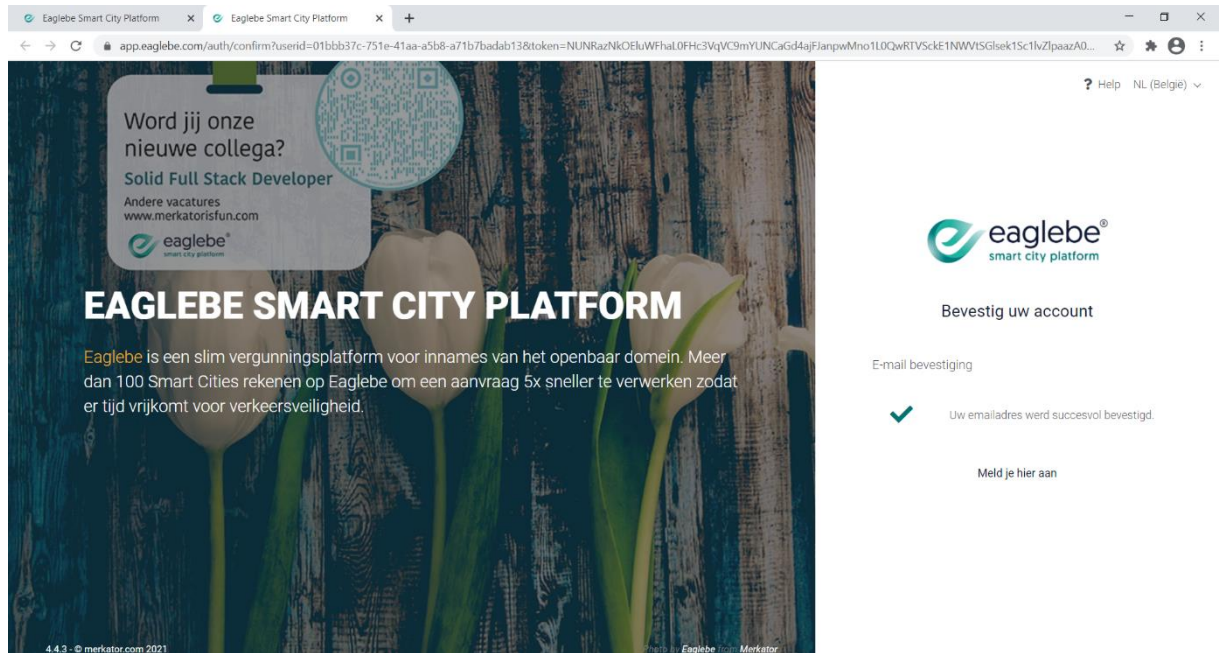 Eaglebe Smart City Platform
Eaglebe Smart City Platform
app.eaglebe.com/auth/confirm?userid=01bbb37c-751e-41aa-a5b8-a71b7badab13&token=
? Help NL (België)
Word jij onze
nieuwe collega?
Solid Full Stack Developer
Andere vacatures
www.merkatorisfun.com
eaglebe®
smart city platform
EAGLEBE SMART CITY PLATFORM
Eaglebe is een slim vergunningsplatform voor innames van het openbaar domein. Meer
dan 100 Smart Cities rekenen op Eaglebe om een aanvraag 5x sneller te verwerken zodat
er tijd vrijkomt voor verkeersveiligheid.
4.4.3 - © merkator.com 2021
Photo by Eaglebe from Merkator
eaglebe®
smart city platform
Bevestig uw account
E-mail bevestiging
Uw emailadres werd succesvol bevestigd.
Meld je hier aan